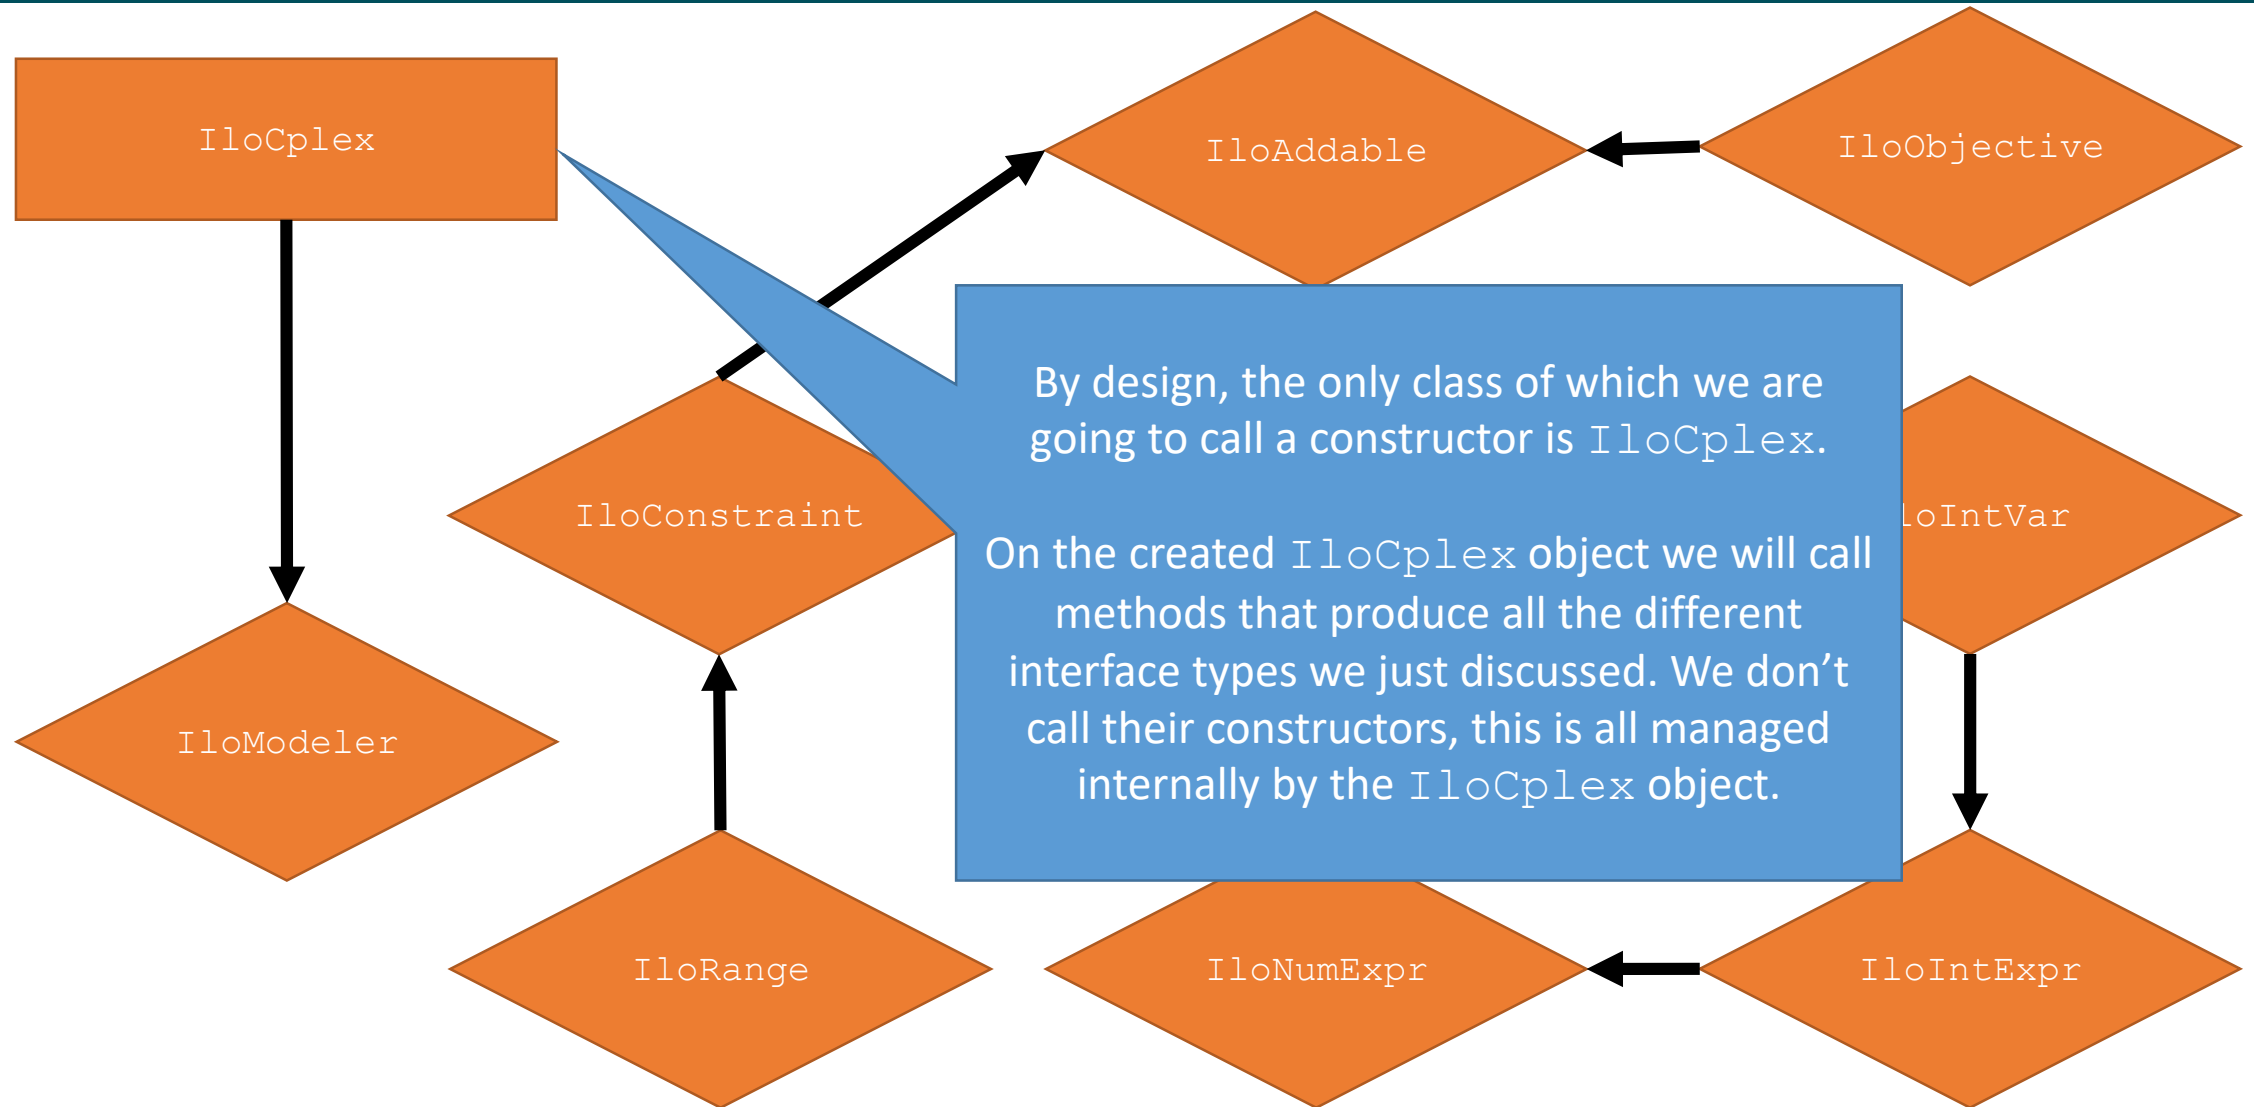 IloCplex
IloAddable
IloObjective
By design, the only class of which we are
going to call a constructor is IloCplex.
On the created IloCplex object we will call
methods that produce all the different
interface types we just discussed. We don’t
call their constructors, this is all managed
internally by the IloCplex object.
IloConstraint
loIntVar
IloModeler
IloRange
IloNumExpr
IloIntExpr